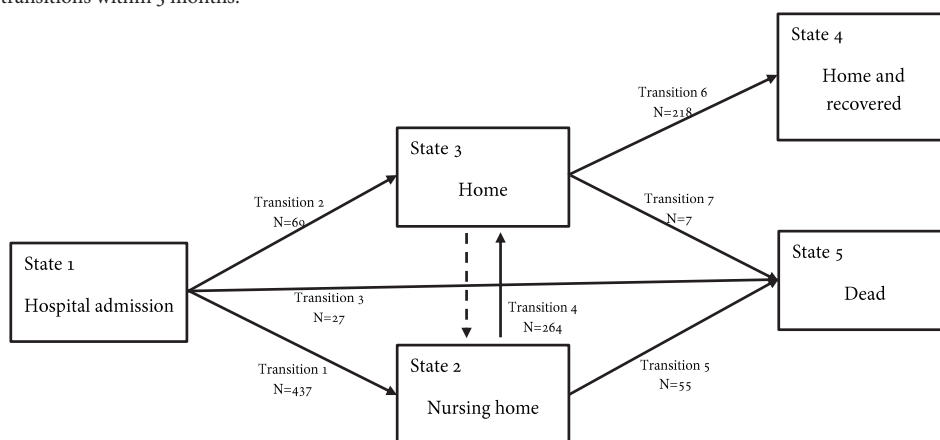 transitions within 3 months.
State 4
Home and
recovered
Transition 6
N=218
State 3
Home
Transition 2
N=69
Transition 7
N=7
State 1
Hospital admission
State 5
Dead
Transition 3
N=27
Transition 4
N=264
State 2
Nursing home
Transition 1
N=437
Transition 5
N=55